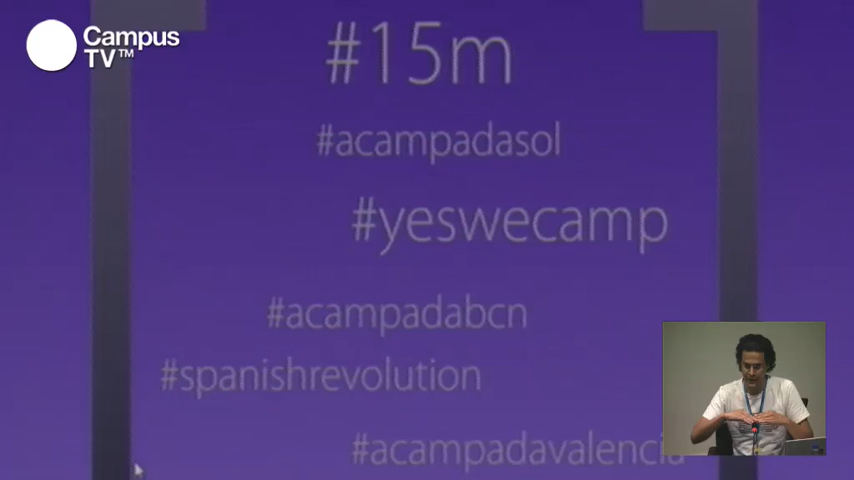 Campus
TV™
#15m
#acampadasol
#yeswecamp
#acampadabcn
#spanishrevolution
#acampadavalencia